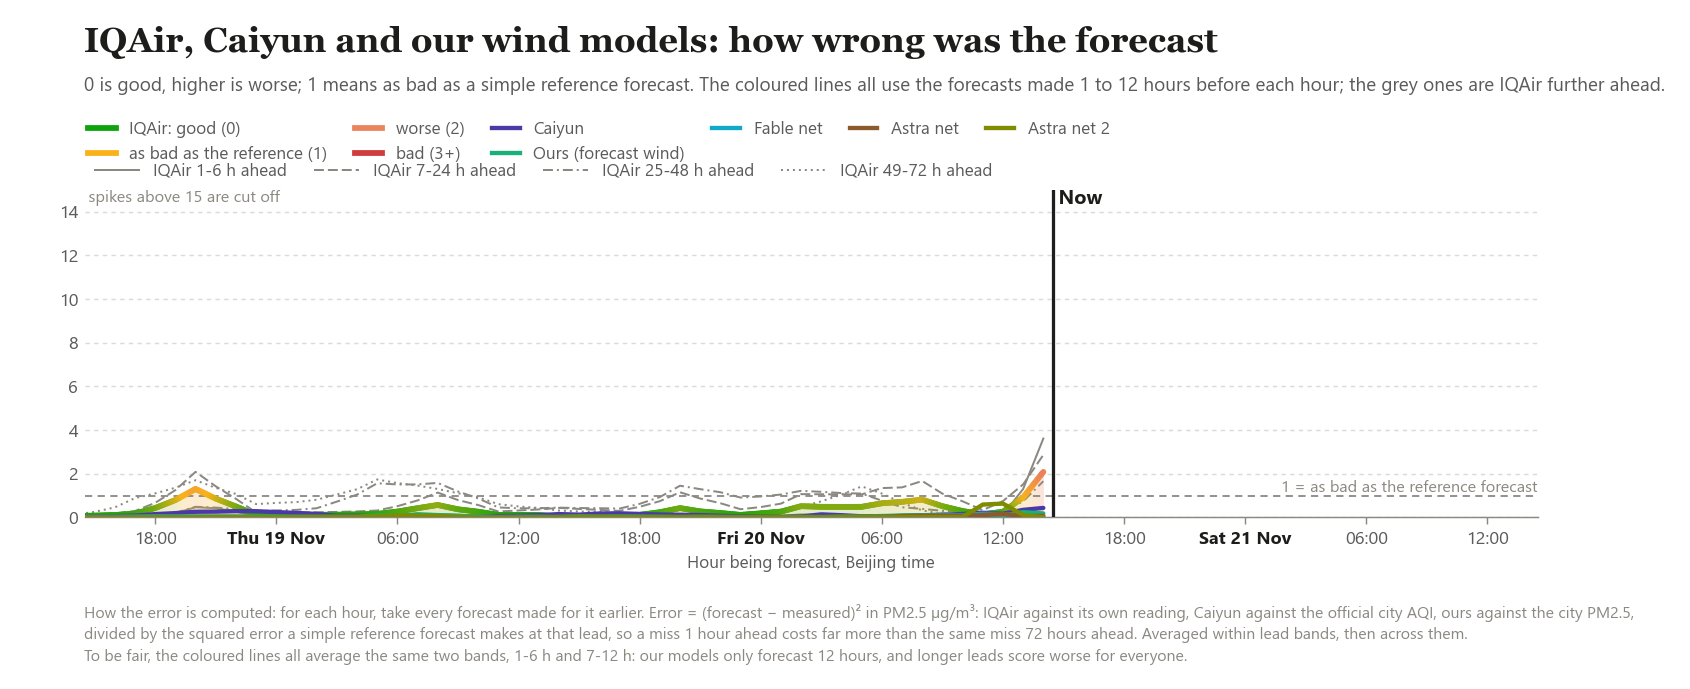 IQAir, Caiyun and our wind models: how wrong was the forecast
0 is good, higher is worse; 1 means as bad as a simple reference forecast. The coloured lines all use the forecasts made 1 to 12 hours before each hour; the grey ones are IQAir further ahead.
IQAir: good (0) worse (2) Caiyun Fable net Astra net Astra net 2
as bad as the reference (1) bad (3+) Ours (forecast wind)
IQAir 1-6 h ahead IQAir 7-24 h ahead IQAir 25-48 h ahead IQAir 49-72 h ahead
spikes above 15 are cut off
Now
14
12
10
8
6
4
2
1 = as bad as the reference forecast
0
18:00 Thu 19 Nov 06:00 12:00 18:00 Fri 20 Nov 06:00 12:00 18:00 Sat 21 Nov 06:00 12:00
Hour being forecast, Beijing time
How the error is computed: for each hour, take every forecast made for it earlier. Error = (forecast − measured)² in PM2.5 µg/m³: IQAir against its own reading, Caiyun against the official city AQI, ours against the city PM2.5,
divided by the squared error a simple reference forecast makes at that lead, so a miss 1 hour ahead costs far more than the same miss 72 hours ahead. Averaged within lead bands, then across them.
To be fair, the coloured lines all average the same two bands, 1-6 h and 7-12 h: our models only forecast 12 hours, and longer leads score worse for everyone.